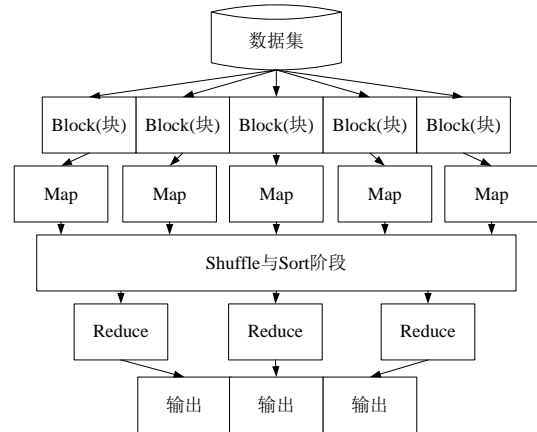 数据集
Block(块) Block(块) Block(块) Block(块) Block(块)
Map Map Map Map Map
Shuffle与Sort阶段
Reduce Reduce Reduce
输出 输出 输出